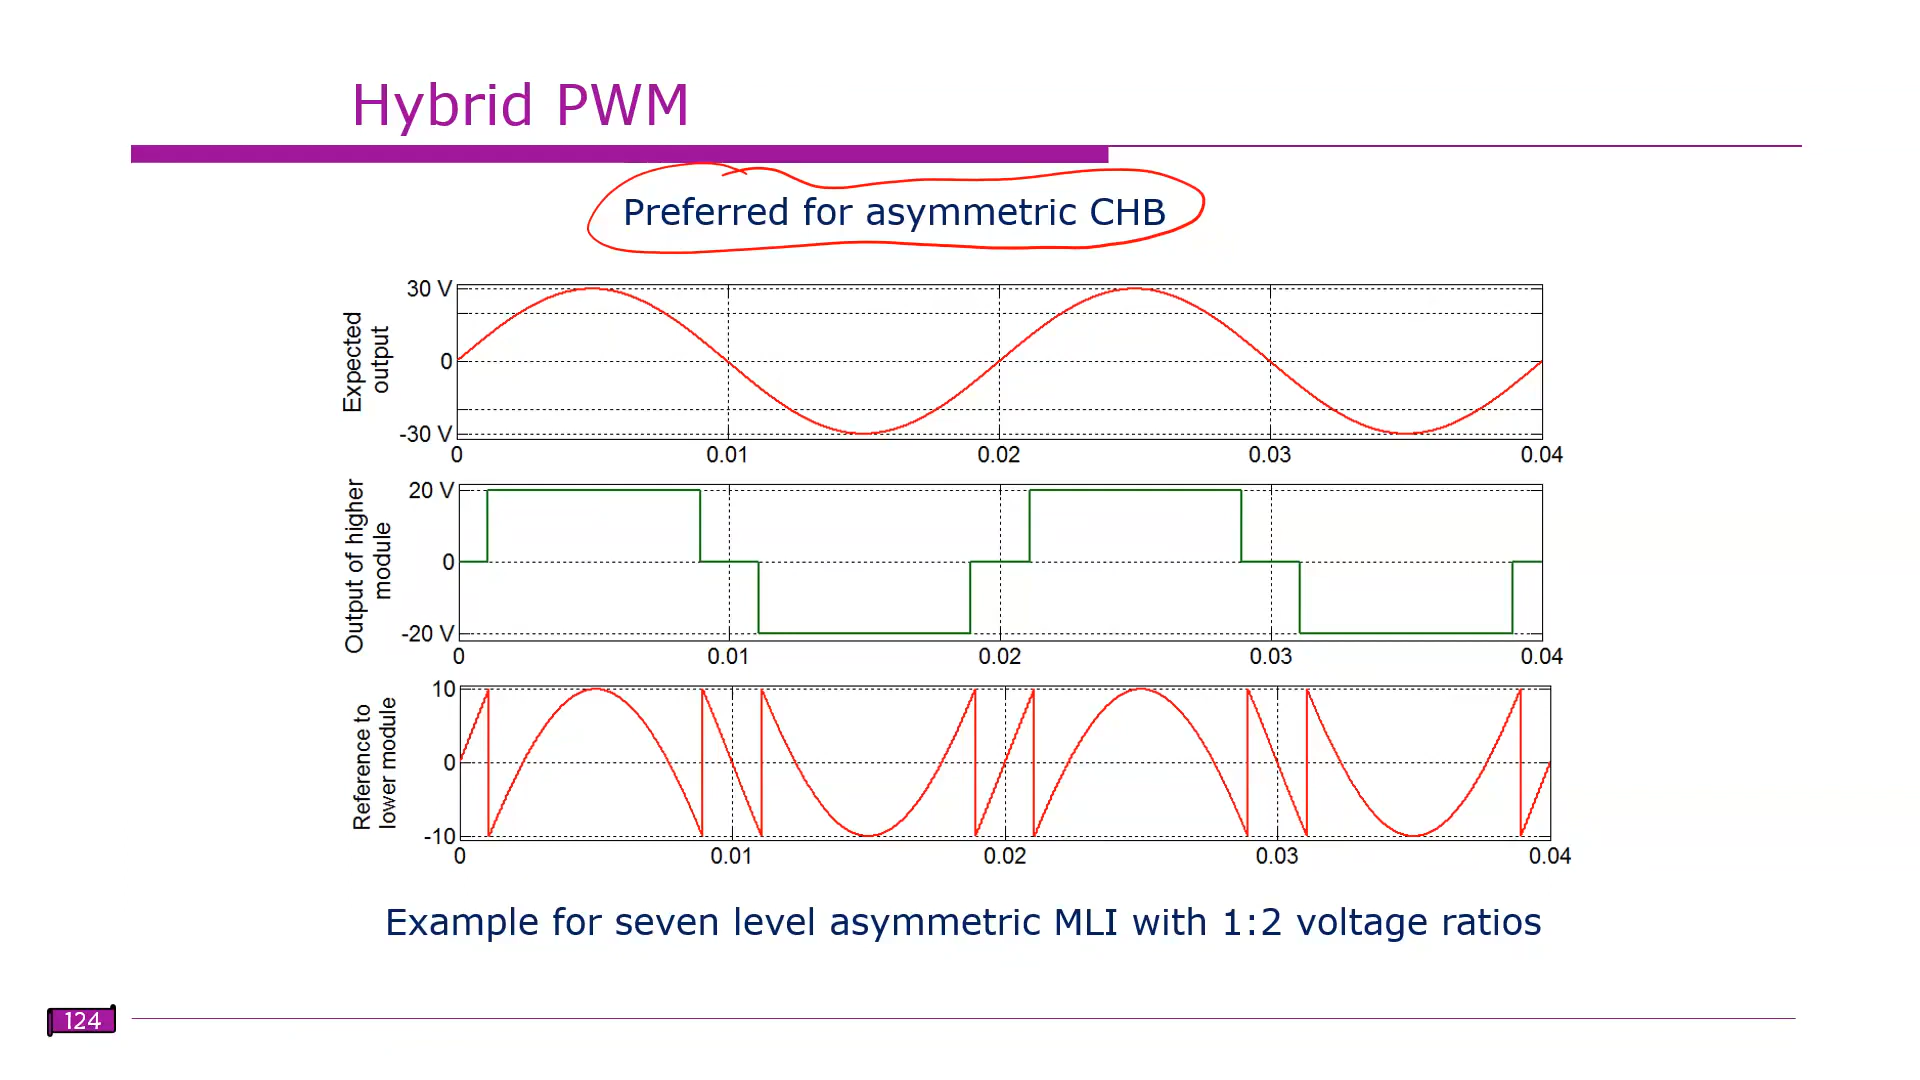 Hybrid PWM
Preferred for asymmetric CHB
Expected
output
30 V
0
-30 V
0 0.01 0.02 0.03 0.04
Output of higher
module
20 V
0
-20 V
0 0.01 0.02 0.03 0.04
Reference to
lower module
10
0
-10
0 0.01 0.02 0.03 0.04
Example for seven level asymmetric MLI with 1:2 voltage ratios
124